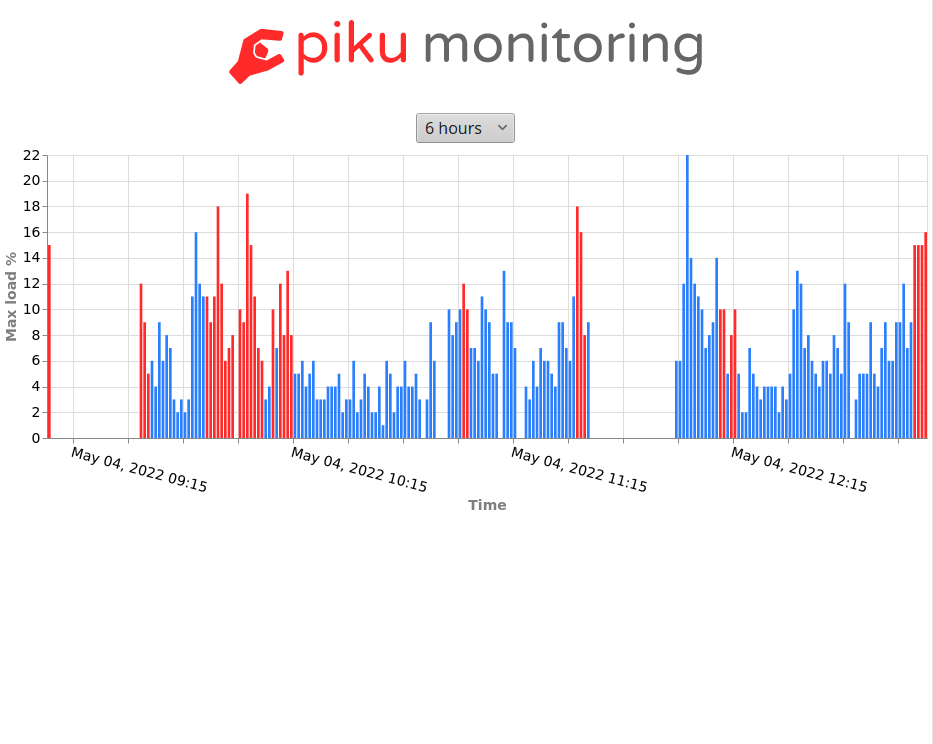 piku monitoring
6 hours
22
20
18
16
14
12
10
8
6
4
2
0
Max load %
May 04, 2022 09:15
May 04, 2022 10:15
May 04, 2022 11:15
May 04, 2022 12:15
Time